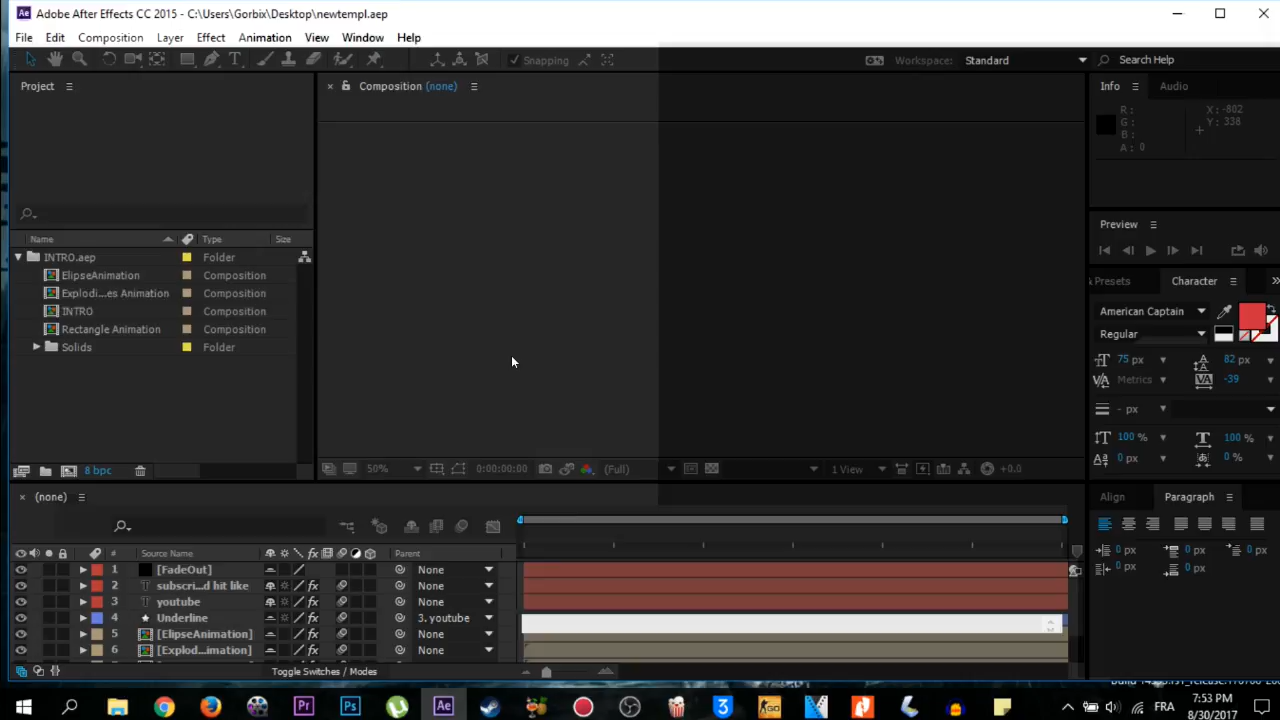 Adobe After Effects CC 2015 - C:\Users\Gorbix\Desktop\newtempl.aep
File Edit Composition Layer Effect Animation View Window Help
Snapping
Workspace: Standard
Search Help
Project
Composition (none)
Info Audio
R: X: -802
G: Y: 338
B:
A: 0
Preview
Name Type Size
INTRO.aep Folder
ElipseAnimation Composition
Explodi...es Animation Composition
INTRO Composition
Rectangle Animation Composition
Solids Folder
Presets Character
American Captain
Regular
75 px 82 px
Metrics -39
- px
100 % 100 %
0 px 0 %
8 bpc
50% 0:00:00:00 (Full) 1 View +0.0
(none)
Align Paragraph
0 px 0 px 0 px
0 px 0 px
# Source Name fx Parent
1 [FadeOut] None
2 subscri...d hit like fx None
3 youtube fx None
4 Underline fx 3. youtube
5 [ElipseAnimation] fx None
6 [Explod...imation] fx None
Toggle Switches / Modes
7:53 PM
FRA
8/30/2017